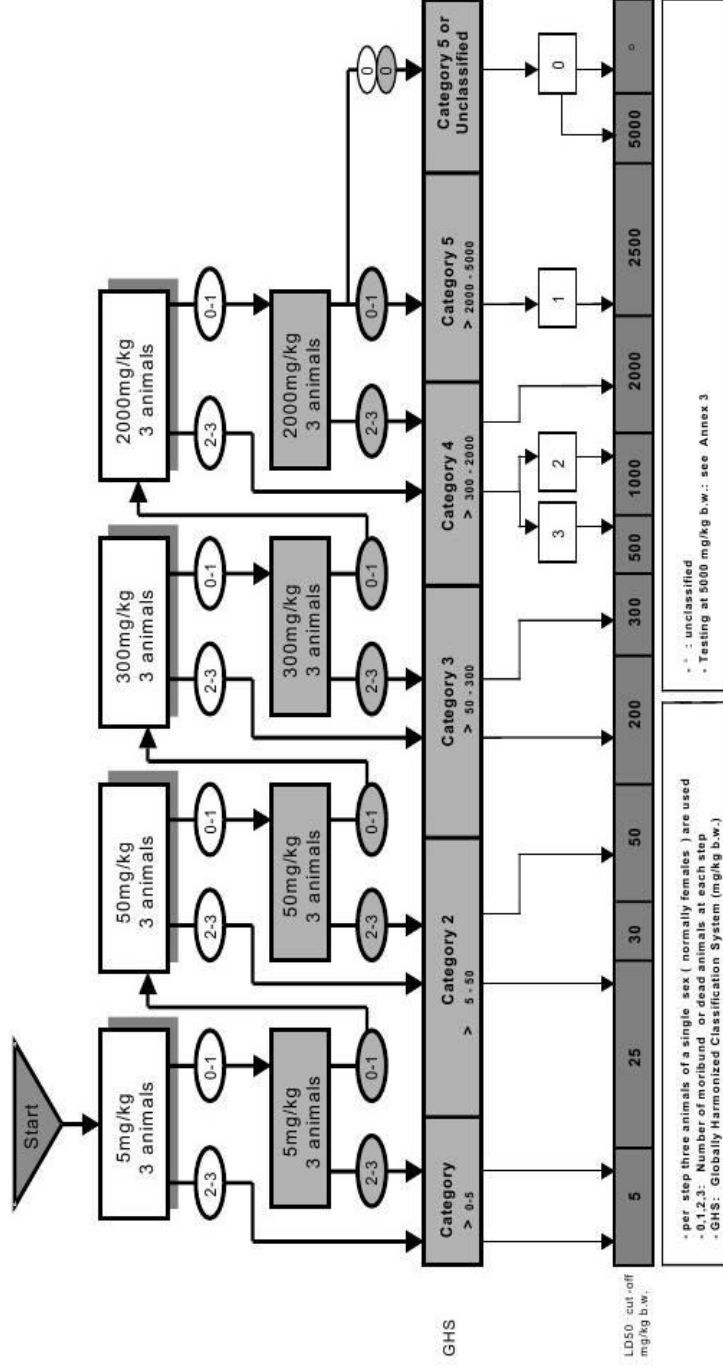 Start
5mg/kg
3 animals
50mg/kg
3 animals
300mg/kg
3 animals
2000mg/kg
3 animals
2-3
0-1
2-3
0-1
2-3
0-1
2-3
0-1
5mg/kg
3 animals
50mg/kg
3 animals
300mg/kg
3 animals
2000mg/kg
3 animals
2-3
0-1
2-3
0-1
2-3
0-1
2-3
0-1
0
0
GHS
Category
> 0-5
Category 2
> 5 - 50
Category 3
> 50 - 300
Category 4
> 300 - 2000
Category 5
> 2000 - 5000
Category 5 or
Unclassified
3
2
1
0
LD50 cut-off
mg/kg b.w.
5
25
30
50
200
300
500
1000
2000
2500
5000
°
- per step three animals of a single sex ( normally females ) are used
- 0,1,2,3: Number of moribund or dead animals at each step
- GHS: Globally Harmonized Classification System (mg/kg b.w.)
- ° : unclassified
- Testing at 5000 mg/kg b.w.: see Annex 3